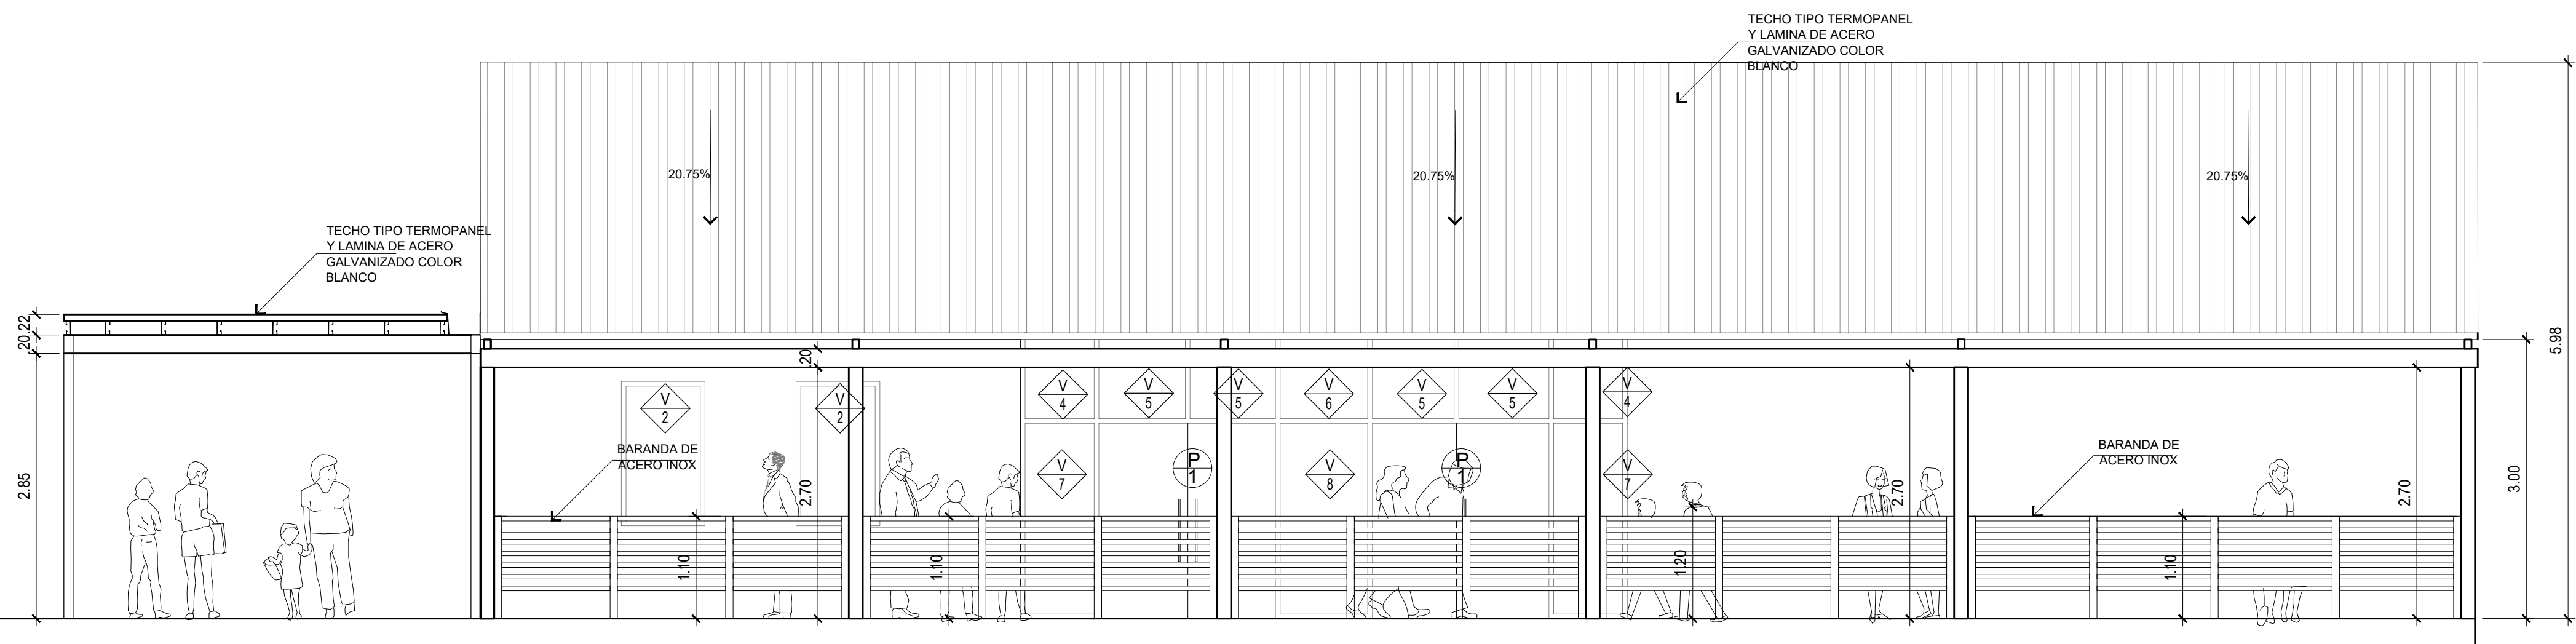 TECHO TIPO TERMOPANEL
Y LAMINA DE ACERO
GALVANIZADO COLOR
BLANCO
20.75%
20.75%
20.75%
TECHO TIPO TERMOPANEL
Y LAMINA DE ACERO
GALVANIZADO COLOR
BLANCO
.22
.20
2.85
.20
5.98
3.00
V
2
V
2
V
4
V
5
V
5
V
6
V
5
V
5
V
4
BARANDA DE
ACERO INOX
BARANDA DE
ACERO INOX
V
7
P
1
V
8
P
1
V
7
2.70
2.70
2.70
1.10
1.10
1.20
1.10